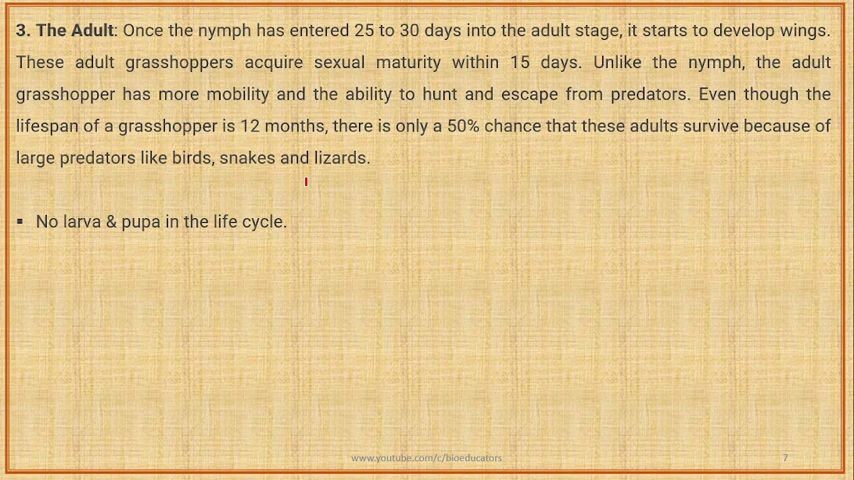 3. The Adult: Once the nymph has entered 25 to 30 days into the adult stage, it starts to develop wings.
These adult grasshoppers acquire sexual maturity within 15 days. Unlike the nymph, the adult
grasshopper has more mobility and the ability to hunt and escape from predators. Even though the
lifespan of a grasshopper is 12 months, there is only a 50% chance that these adults survive because of
large predators like birds, snakes and lizards.
▪ No larva & pupa in the life cycle.
www.youtube.com/c/bioeducators
7